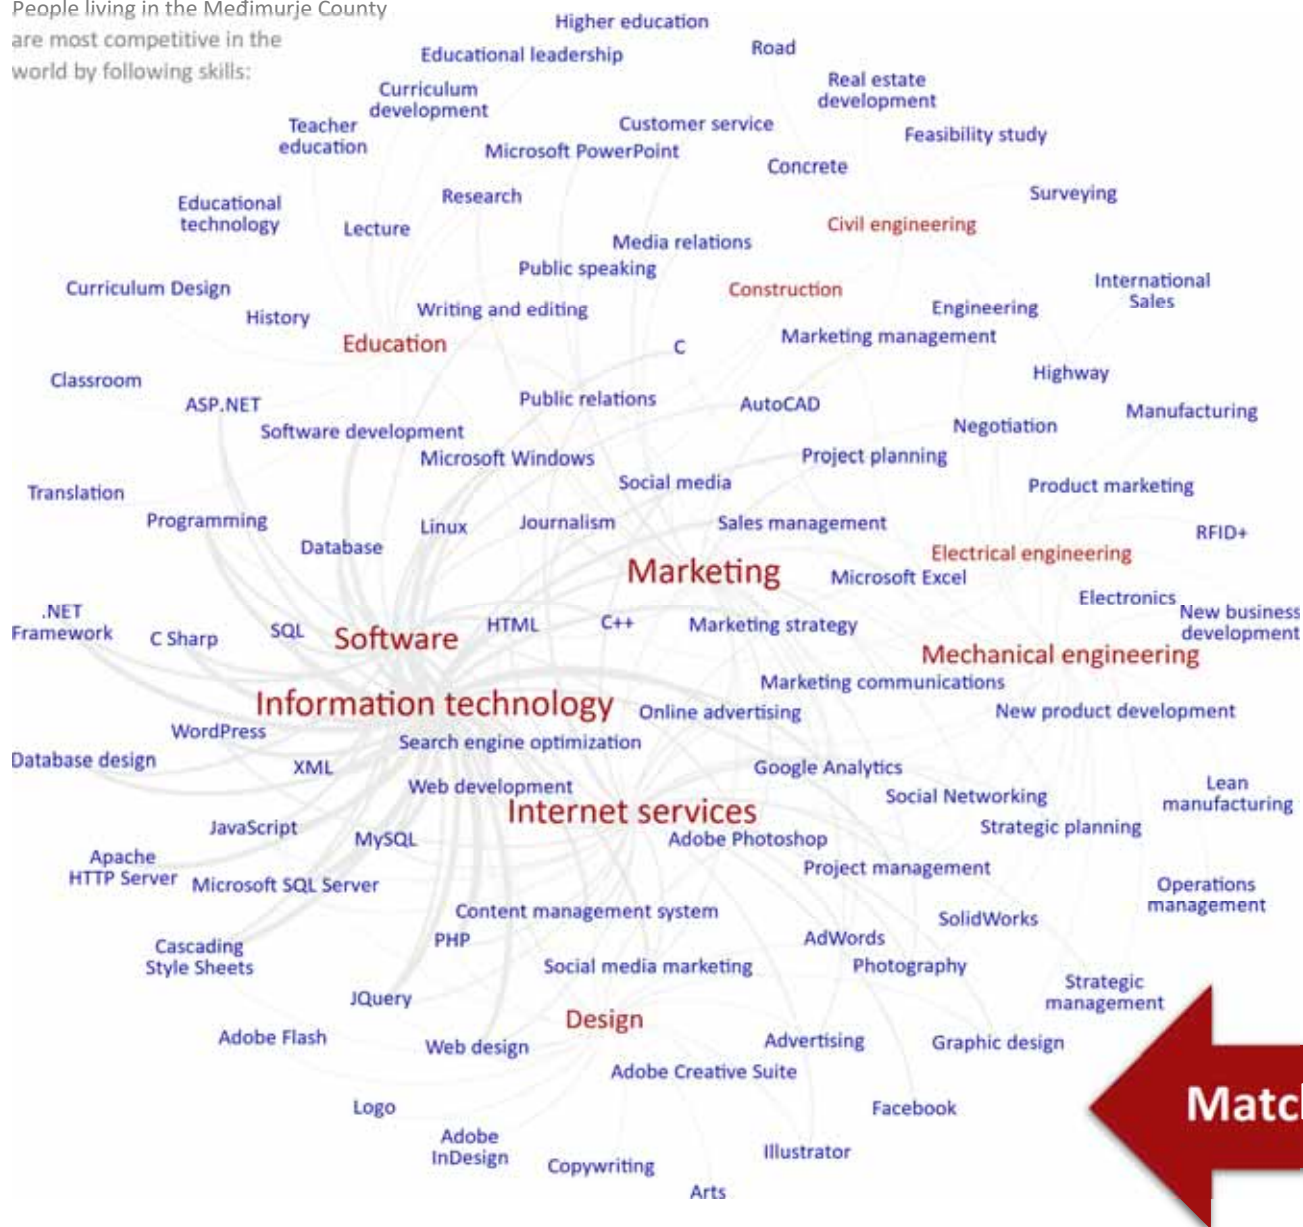 People living in the Međimurje County
are most competitive in the
world by following skills:
Higher education
Road
Educational leadership
Real estate
development
Curriculum
development
Customer service
Teacher
education
Feasibility study
Microsoft PowerPoint
Concrete
Research
Surveying
Educational
technology
Lecture
Civil engineering
Media relations
Public speaking
International
Sales
Curriculum Design
Construction
History
Writing and editing
Engineering
Education
C
Marketing management
Classroom
Highway
ASP.NET
Public relations
AutoCAD
Manufacturing
Software development
Negotiation
Microsoft Windows
Project planning
Translation
Social media
Product marketing
Programming
Linux
Journalism
Sales management
RFID+
Database
Electrical engineering
Marketing
Microsoft Excel
Electronics
.NET
Framework
C Sharp
SQL
Software
HTML
C++
Marketing strategy
New business
development
Mechanical engineering
Marketing communications
Information technology
Online advertising
New product development
WordPress
Search engine optimization
Database design
XML
Google Analytics
Web development
Social Networking
Lean
manufacturing
Internet services
JavaScript
MySQL
Adobe Photoshop
Strategic planning
Apache
HTTP Server
Microsoft SQL Server
Project management
Operations
management
Content management system
SolidWorks
PHP
AdWords
Cascading
Style Sheets
Social media marketing
Photography
JQuery
Strategic
management
Design
Adobe Flash
Web design
Advertising
Graphic design
Adobe Creative Suite
Logo
Facebook
Matc
Adobe
InDesign
Copywriting
Illustrator
Arts